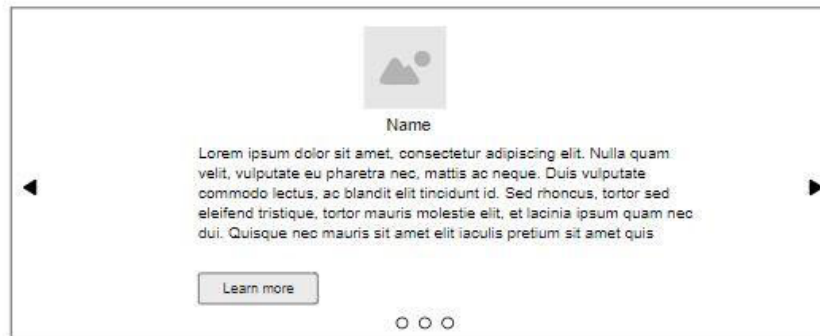 Name
Lorem ipsum dolor sit amet, consectetur adipiscing elit. Nulla quam
velit, vulputate eu pharetra nec, mattis ac neque. Duis vulputate
commodo lectus, ac blandit elit tincidunt id. Sed rhoncus, tortor sed
eleifend tristique, tortor mauris molestie elit, et lacinia ipsum quam nec
dui. Quisque nec mauris sit amet elit iaculis pretium sit amet quis
Learn more